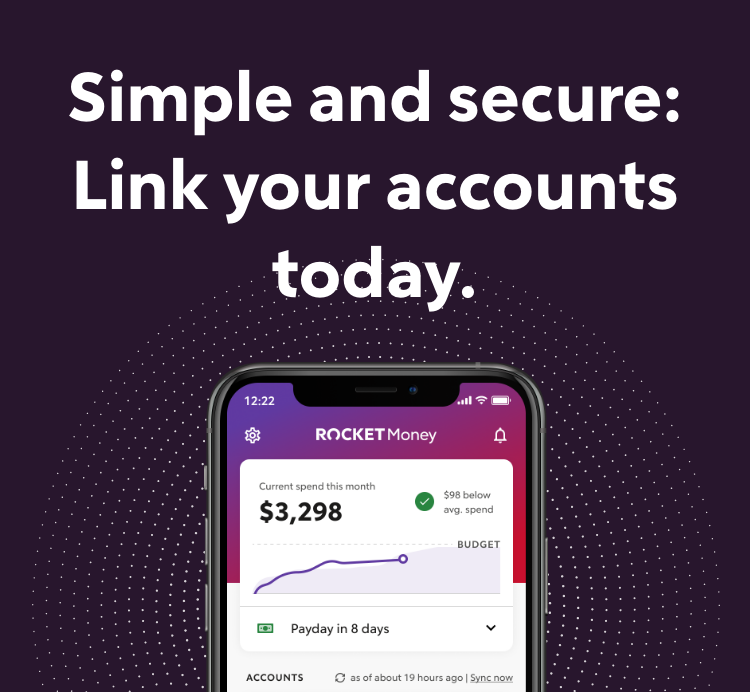 Simple and secure:
Link your accounts
today.
12:22
ROCKET Money
Current spend this month
$3,298
$98 below
avg. spend
BUDGET
Payday in 8 days
ACCOUNTS
as of about 19 hours ago | Sync now